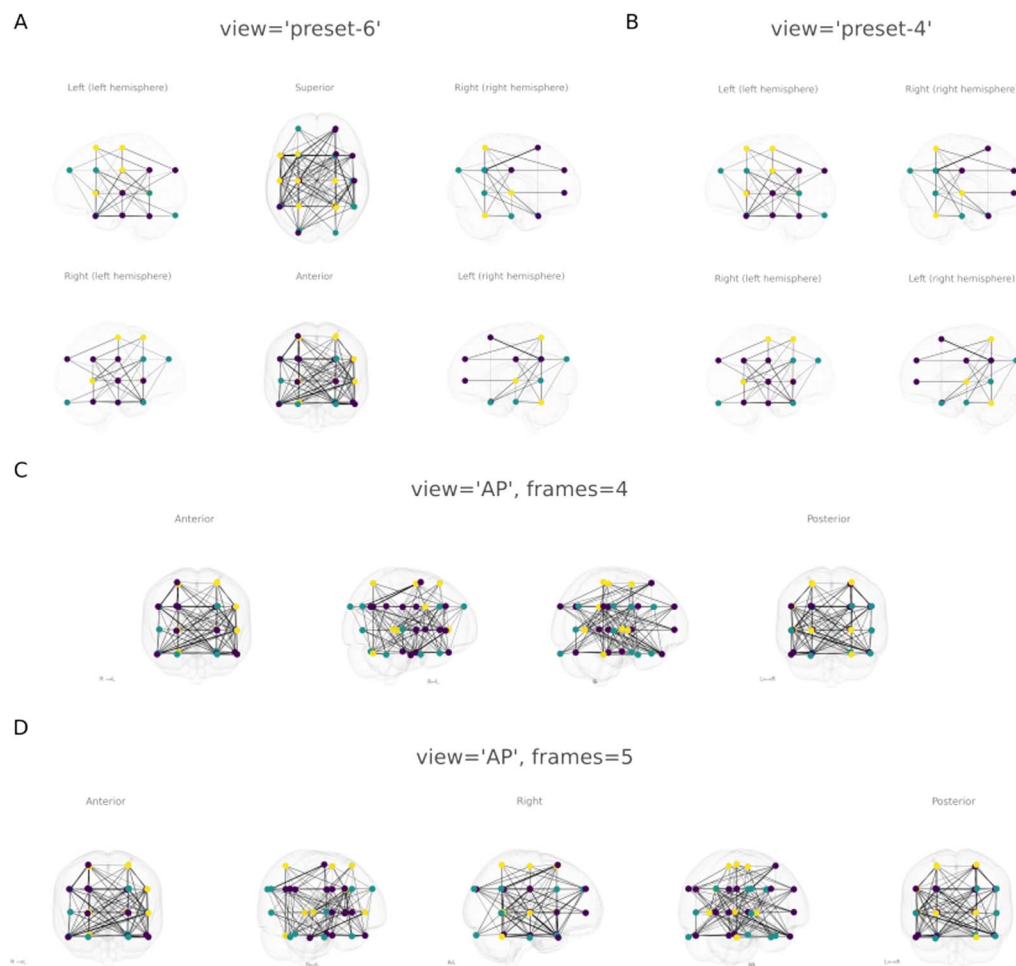 A
view='preset-6'
B
view='preset-4'
Left (left hemisphere)
Superior
Right (right hemisphere)
Left (left hemisphere)
Right (right hemisphere)
Right (left hemisphere)
Anterior
Left (right hemisphere)
Right (left hemisphere)
Left (right hemisphere)
C
view='AP', frames=4
Anterior
Posterior
D
view='AP', frames=5
Anterior
Right
Posterior